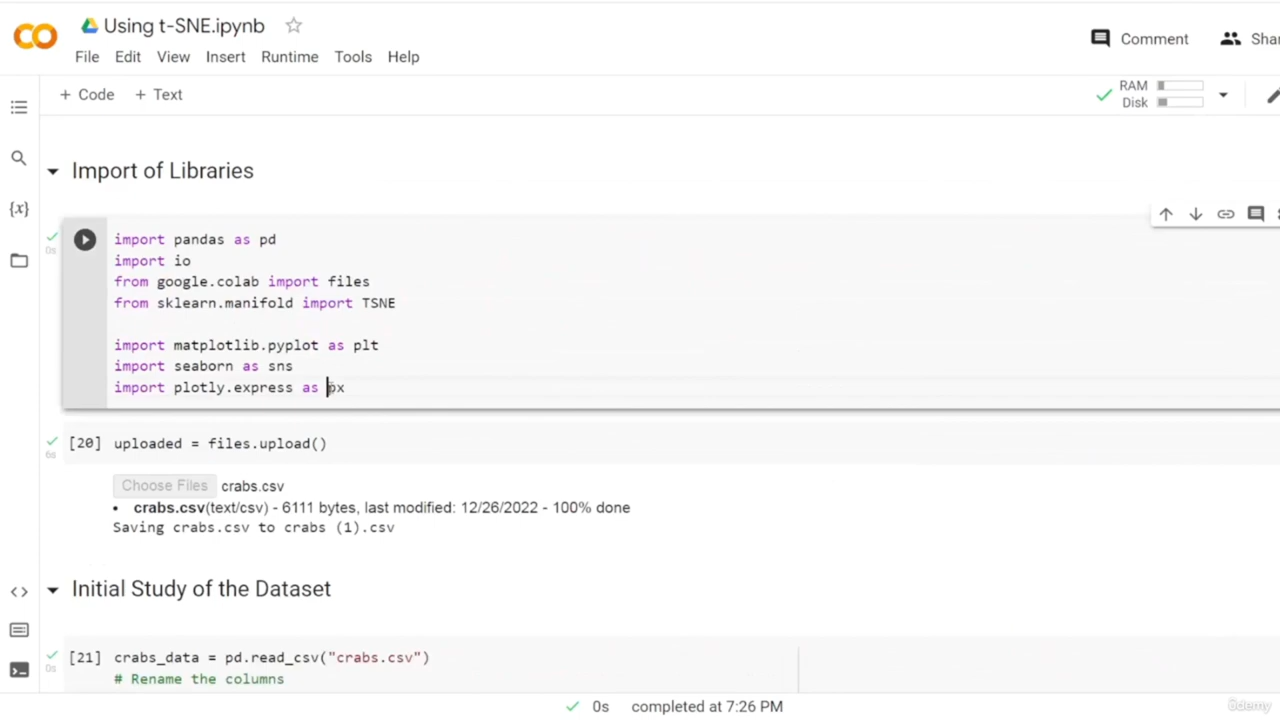 Using t-SNE.ipynb
Comment
Shar
File Edit View Insert Runtime Tools Help
+ Code + Text
RAM
Disk
Import of Libraries
{x}
0s
import pandas as pd
import io
from google.colab import files
from sklearn.manifold import TSNE
import matplotlib.pyplot as plt
import seaborn as sns
import plotly.express as px
[20] uploaded = files.upload()
6s
Choose Files crabs.csv
• crabs.csv(text/csv) - 6111 bytes, last modified: 12/26/2022 - 100% done
Saving crabs.csv to crabs (1).csv
Initial Study of the Dataset
[21] crabs_data = pd.read_csv("crabs.csv")
0s
# Rename the columns
0s completed at 7:26 PM
ûdemy